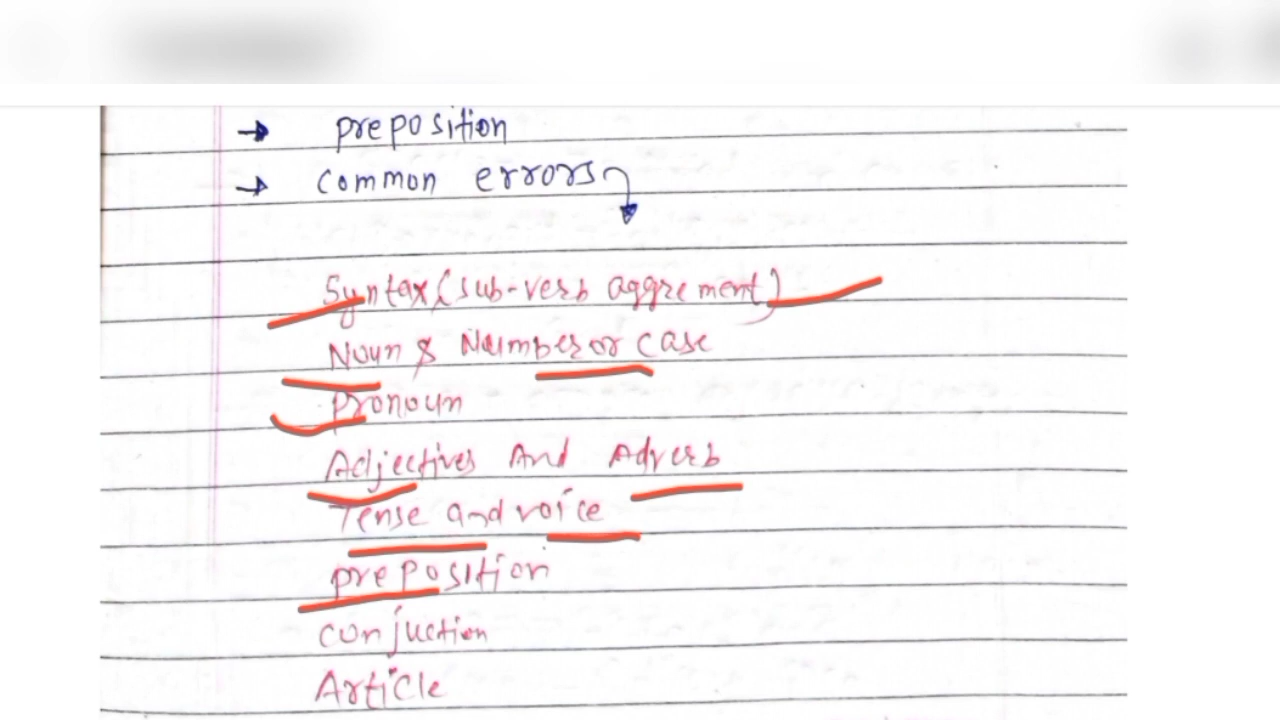 → preposition
→ common errors
Syntax (sub-verb aggrement)
Noun & Number or case
pronoun
Adjectives And Adverb
Tense and voice
preposition
conjuction
Article